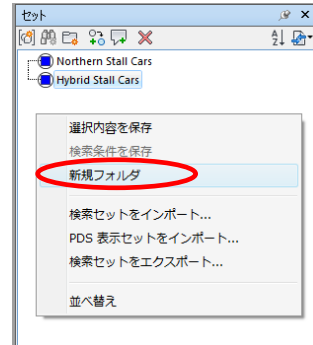 セット
Northern Stall Cars
Hybrid Stall Cars
選択内容を保存
検索条件を保存
新規フォルダ
検索セットをインポート...
PDS 表示セットをインポート...
検索セットをエクスポート...
並べ替え